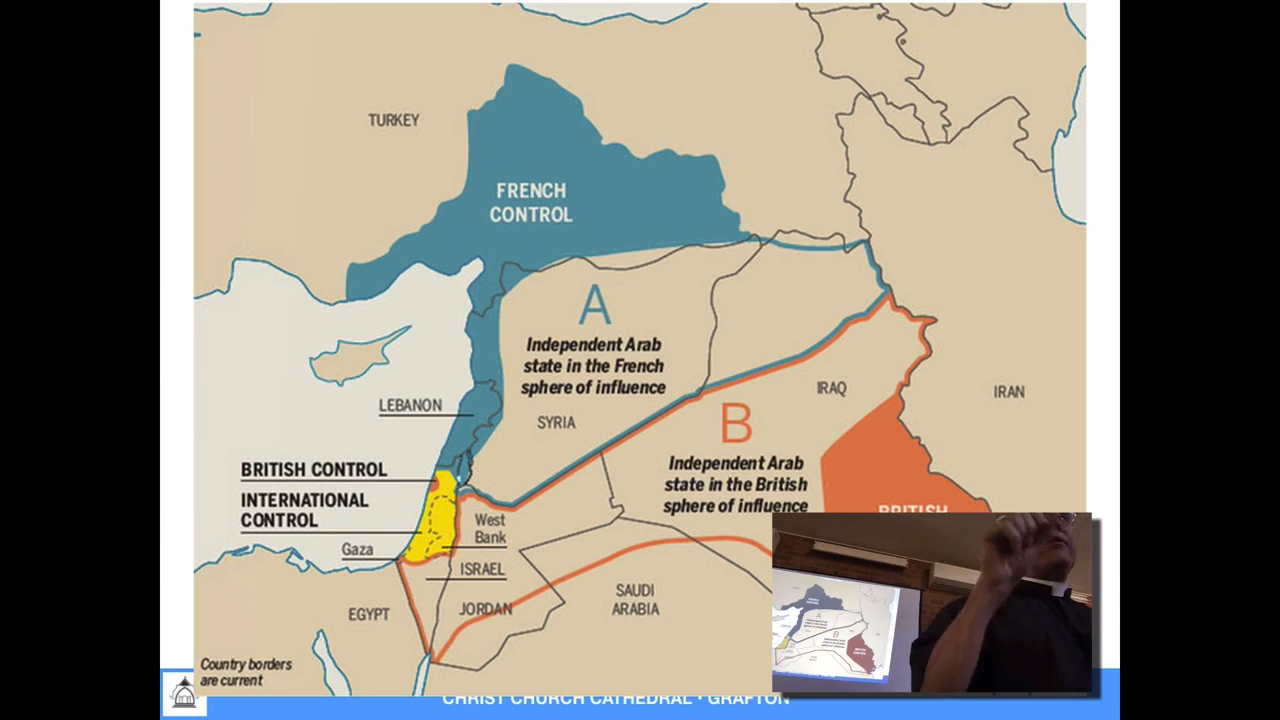 TURKEY
FRENCH
CONTROL
A
Independent Arab
state in the French
sphere of influence
LEBANON
SYRIA
IRAQ
IRAN
B
Independent Arab
state in the British
sphere of influence
BRITISH CONTROL
INTERNATIONAL
CONTROL
BRITISH
West
Bank
Gaza
ISRAEL
EGYPT
JORDAN
SAUDI
ARABIA
Country borders
are current
CHRIST CHURCH CATHEDRAL • GRAFTON